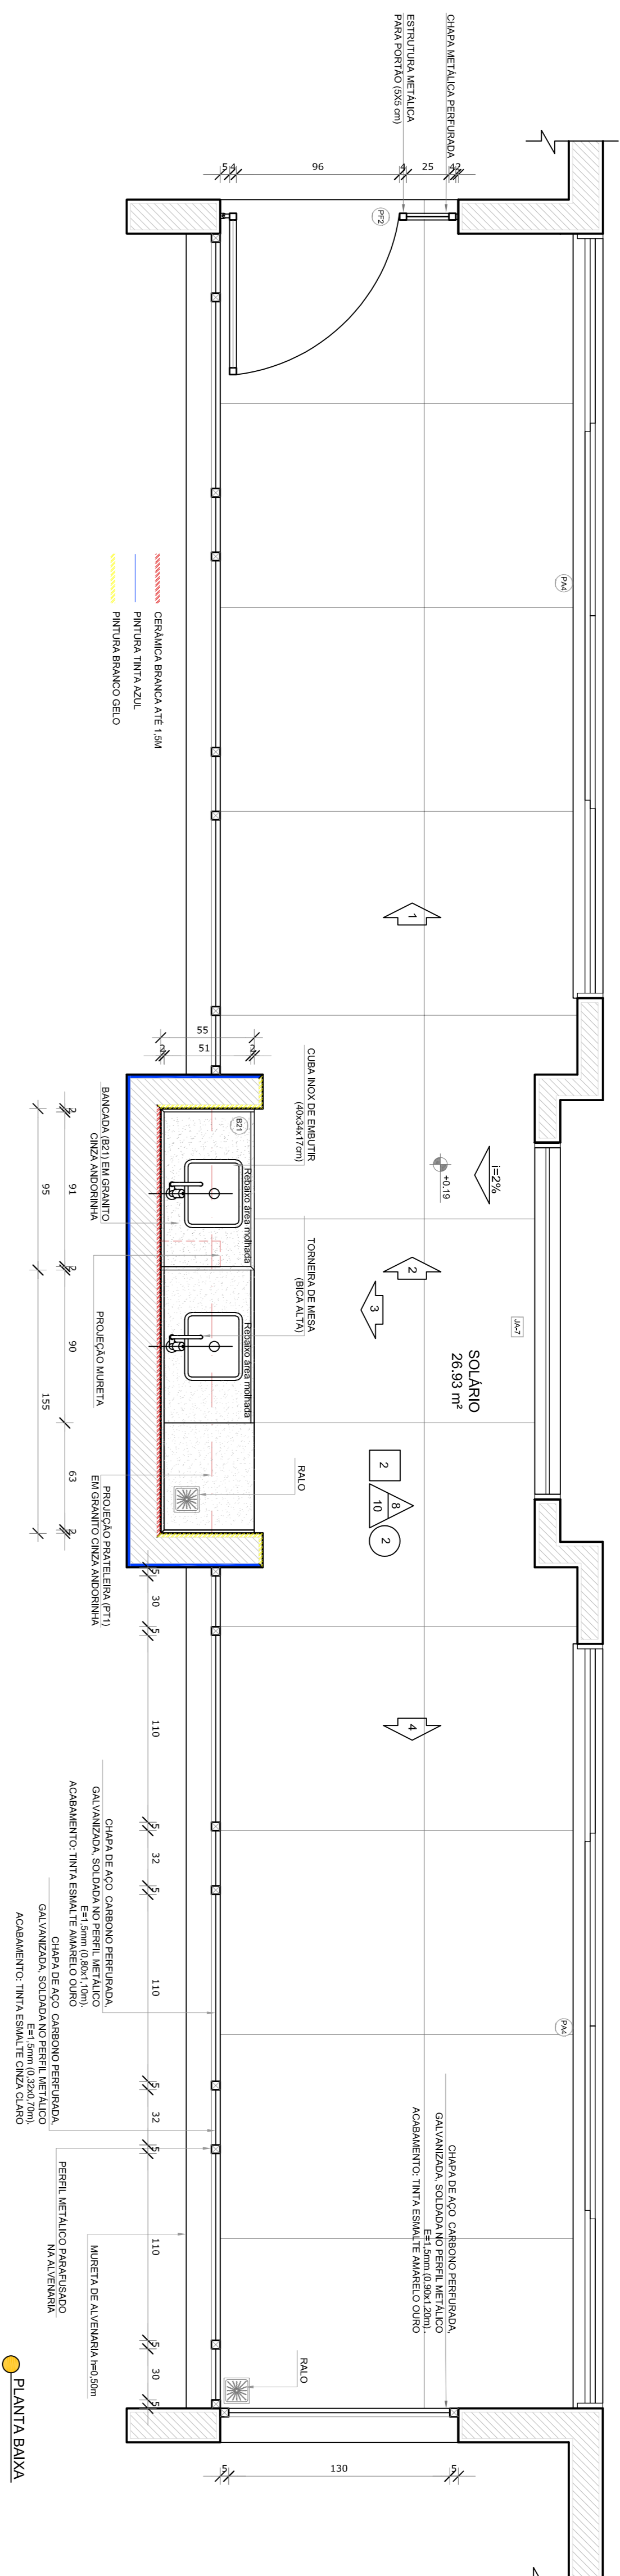 CHAPA METÁLICA PERFURADA
ESTRUTURA METÁLICA
PARA PORTÃO (5X5 cm)
5
4
96
4
25
4
2
PF2
PA4
CERÂMICA BRANCA ATÉ 1,5M
PINTURA TINTA AZUL
PINTURA BRANCO GELO
1
55
2
51
2
CUBA INOX DE EMBUTIR
(40x34x17cm)
B21
Rebaixo área molhada
BANCADA (B21) EM GRANITO
CINZA ANDORINHA
i=2%
+0.19
2
3
TORNEIRA DE MESA
(BICA ALTA)
Rebaixo área molhada
PROJEÇÃO MURETA
JA-7
SOLÁRIO
26.93 m²
2
8
10
2
RALO
PROJEÇÃO PRATELEIRA (PT1)
EM GRANITO CINZA ANDORINHA
2
91
2
90
63
2
95
155
4
5
30
5
110
5
32
5
110
5
32
5
110
5
30
5
CHAPA DE AÇO CARBONO PERFURADA,
GALVANIZADA, SOLDADA NO PERFIL METÁLICO
E=1,5mm (0,80x1,10m).
ACABAMENTO: TINTA ESMALTE AMARELO OURO
CHAPA DE AÇO CARBONO PERFURADA,
GALVANIZADA, SOLDADA NO PERFIL METÁLICO
E=1,5mm (0,32x0,70m).
ACABAMENTO: TINTA ESMALTE CINZA CLARO
PA4
CHAPA DE AÇO CARBONO PERFURADA,
GALVANIZADA, SOLDADA NO PERFIL METÁLICO
E=1,5mm (0,90x1,20m).
ACABAMENTO: TINTA ESMALTE AMARELO OURO
PERFIL METÁLICO PARAFUSADO
NA ALVENARIA
MURETA DE ALVENARIA h=0,50m
RALO
5
130
5
PLANTA BAIXA